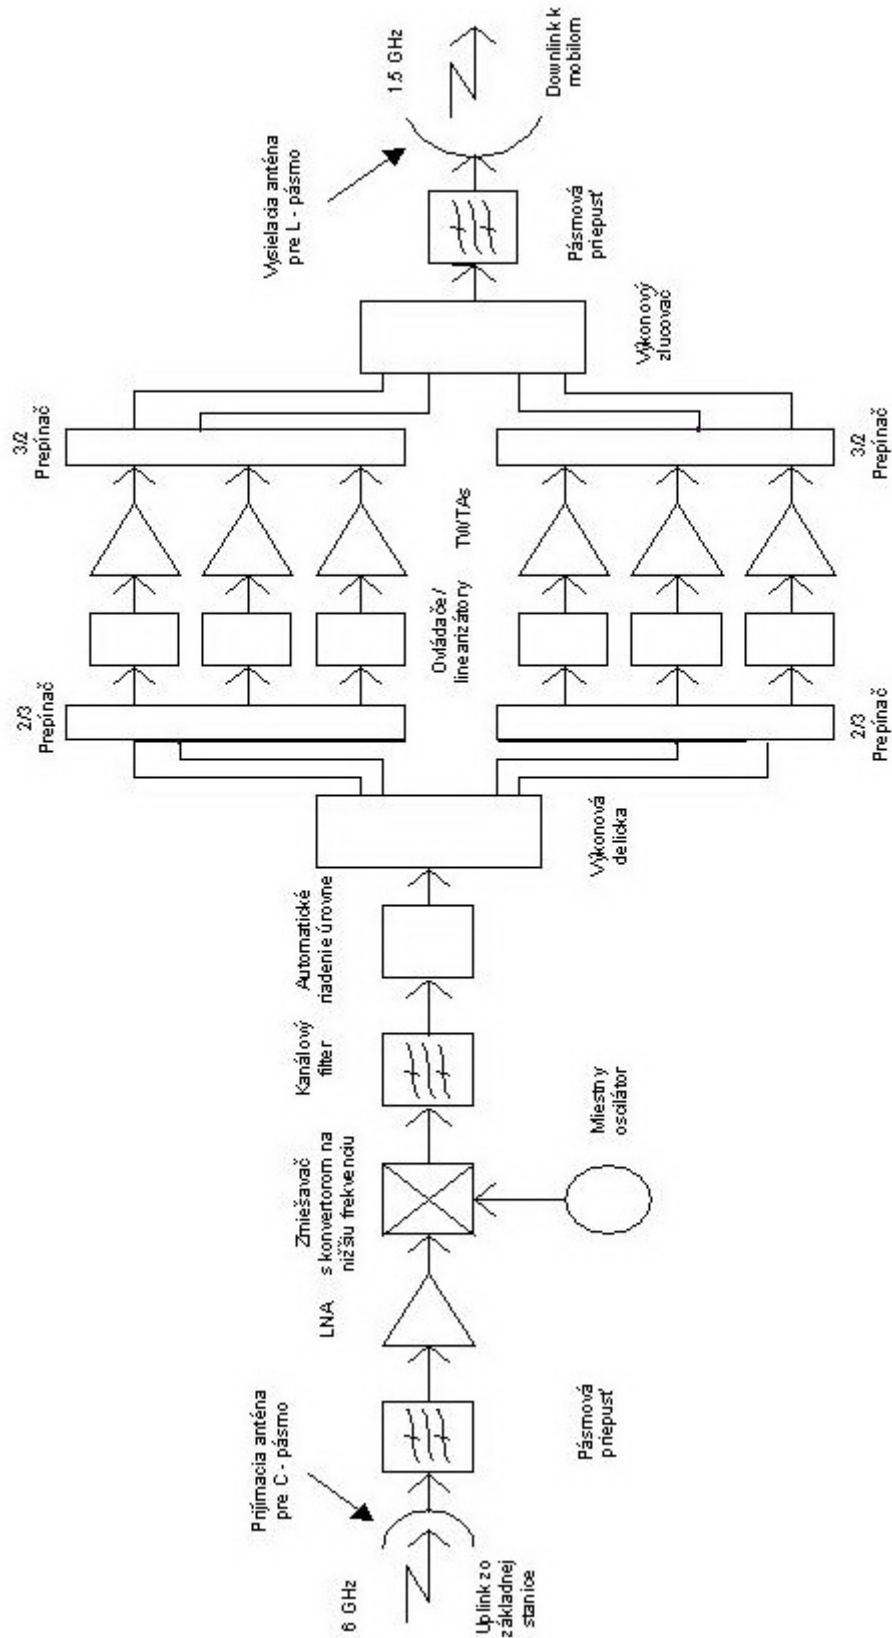 6 GHz
Prijímacia anténa
pre C - pásmo
Uplink zo
základnej
stanice
Pásmová
priepusť
LNA
Zmiešavač
s konvertorom na
nižšiu frekvenciu
Miestny
oscilátor
Kanálový
filter
Automatické
riadenie úrovne
Výkonová
delicka
2/3
Prepínač
2/3
Prepínač
Ovládače/
linearizátory
TWTAs
3/2
Prepínač
3/2
Prepínač
Výkonový
zlucovač
Pásmová
priepusť
Vysielacia anténa
pre L - pásmo
1.5 GHz
Downlink k
mobilom